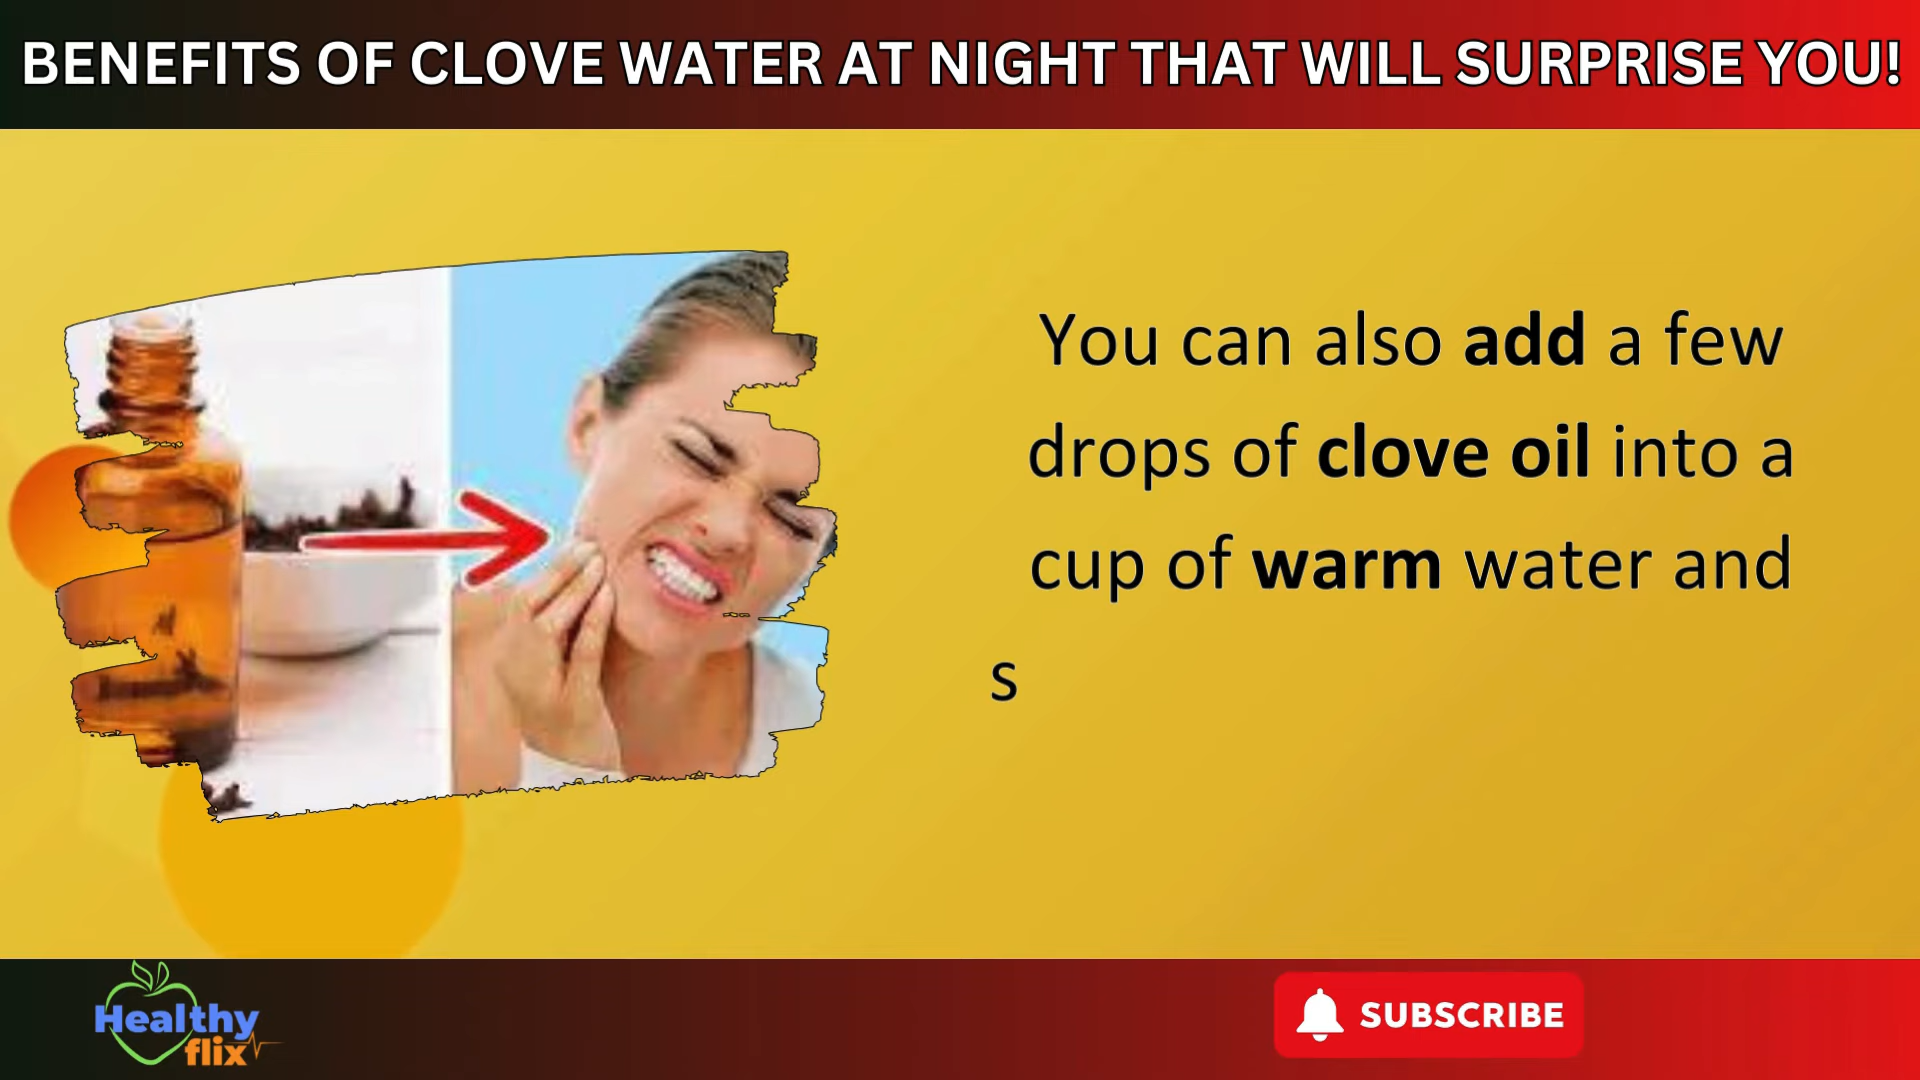 BENEFITS OF CLOVE WATER AT NIGHT THAT WILL SURPRISE YOU!
You can also add a few
drops of clove oil into a
cup of warm water and
s
Healthy
flix
SUBSCRIBE